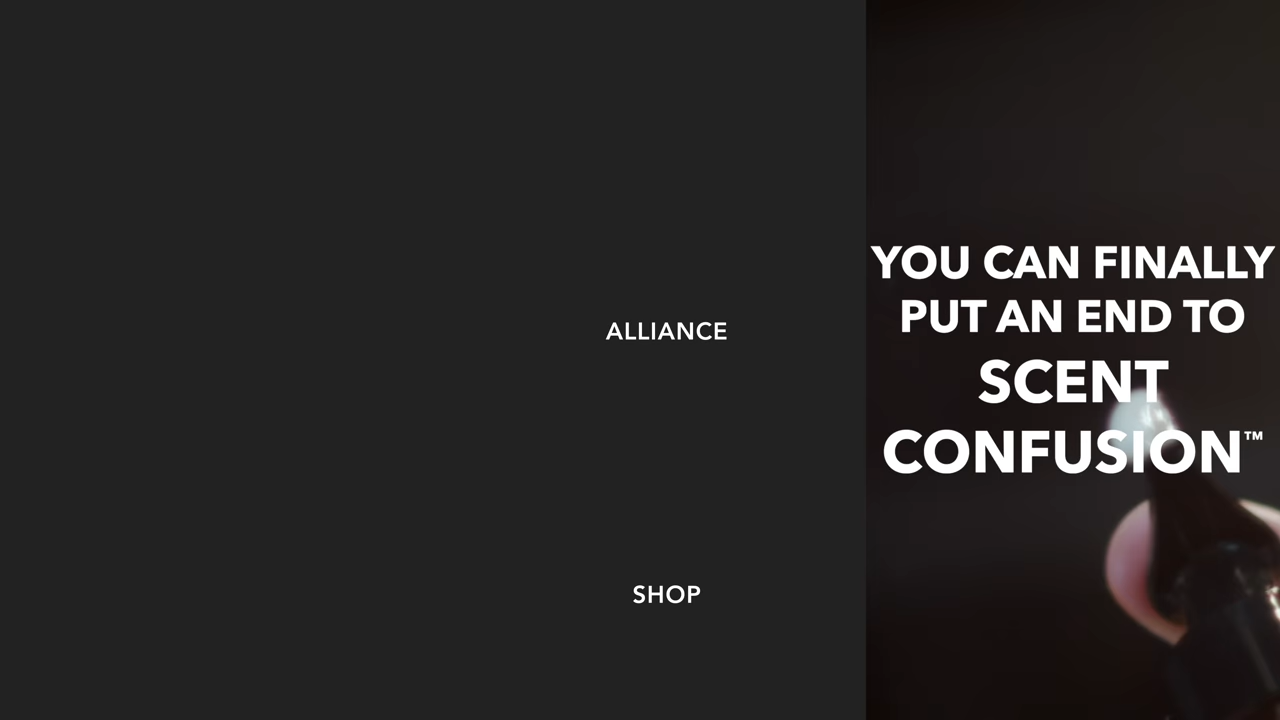 ALLIANCE
SHOP
YOU CAN FINALLY
PUT AN END TO
SCENT
CONFUSION™